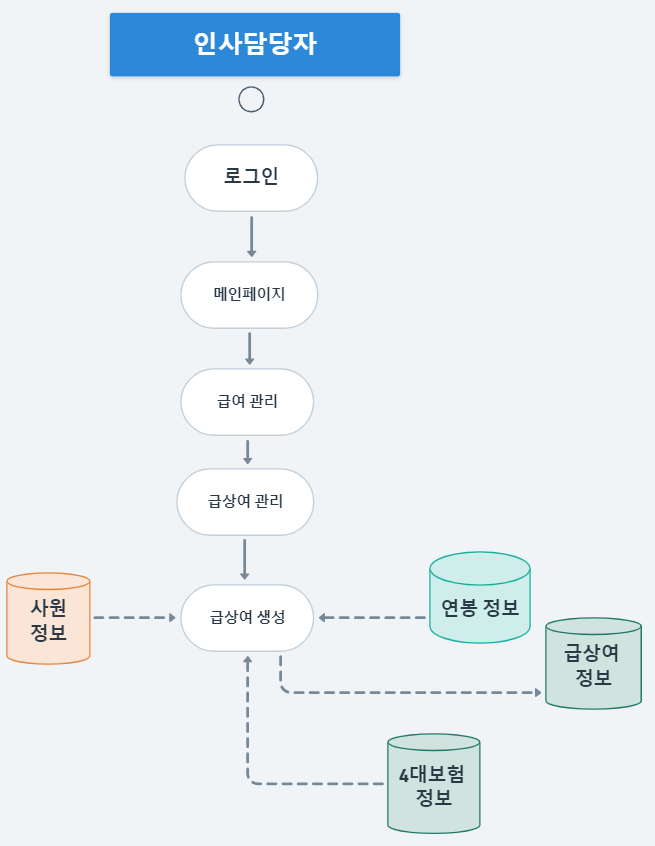 인사담당자
로그인
메인페이지
급여 관리
급상여 관리
사원
정보
급상여 생성
연봉 정보
급상여
정보
4대보험
정보